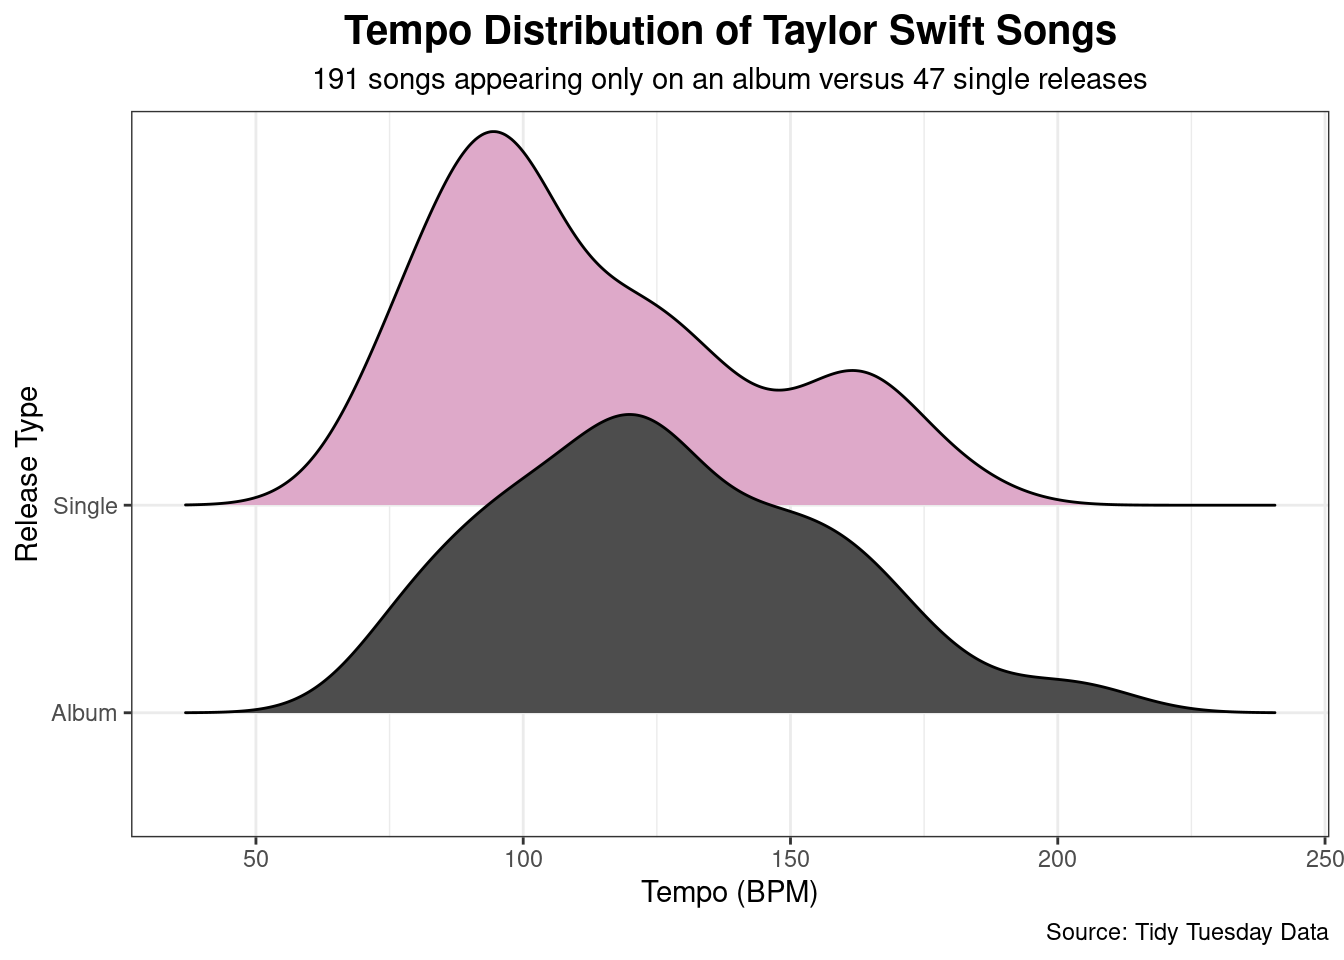 Tempo Distribution of Taylor Swift Songs
191 songs appearing only on an album versus 47 single releases
Release Type
Single
Album
50 100 150 200 250
Tempo (BPM)
Source: Tidy Tuesday Data